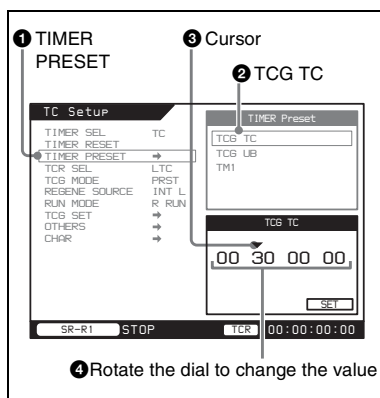 ❶ TIMER PRESET
❸ Cursor
❷ TCG TC
TC Setup
TIMER SEL TC
TIMER RESET
TIMER PRESET ➔
TCR SEL LTC
TCG MODE PRST
REGENE SOURCE INT L
RUN MODE R RUN
TCG SET ➔
OTHERS ➔
CHAR ➔
TIMER Preset
TCG TC
TCG UB
TM1
TCG TC
00 30 00 00
SET
SR-R1 STOP TCR 00:00:00:00
❹Rotate the dial to change the value